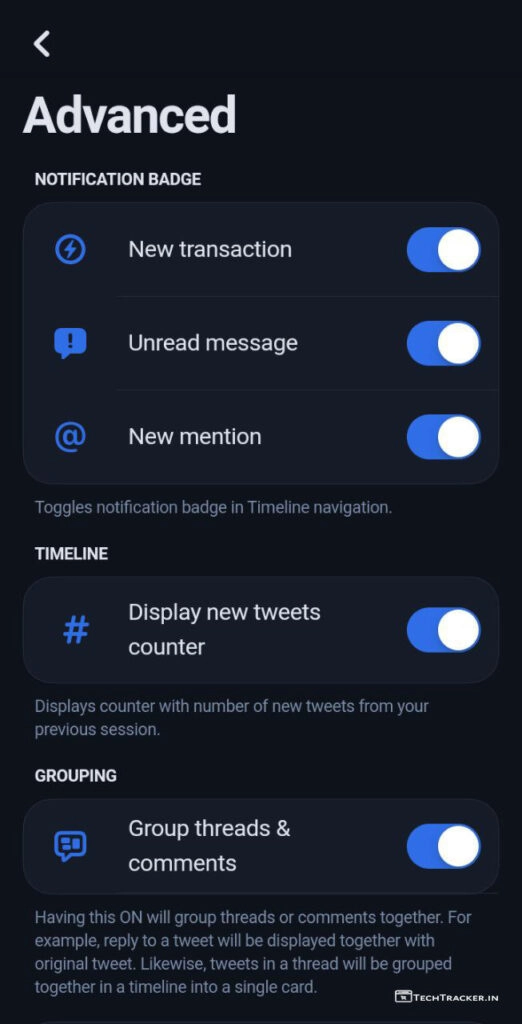 Advanced
NOTIFICATION BADGE
New transaction
Unread message
New mention
Toggles notification badge in Timeline navigation.
TIMELINE
Display new tweets
counter
Displays counter with number of new tweets from your
previous session.
GROUPING
Group threads &
comments
Having this ON will group threads or comments together. For
example, reply to a tweet will be displayed together with
original tweet. Likewise, tweets in a thread will be grouped
together in a timeline into a single card.
TECHTRACKER.IN